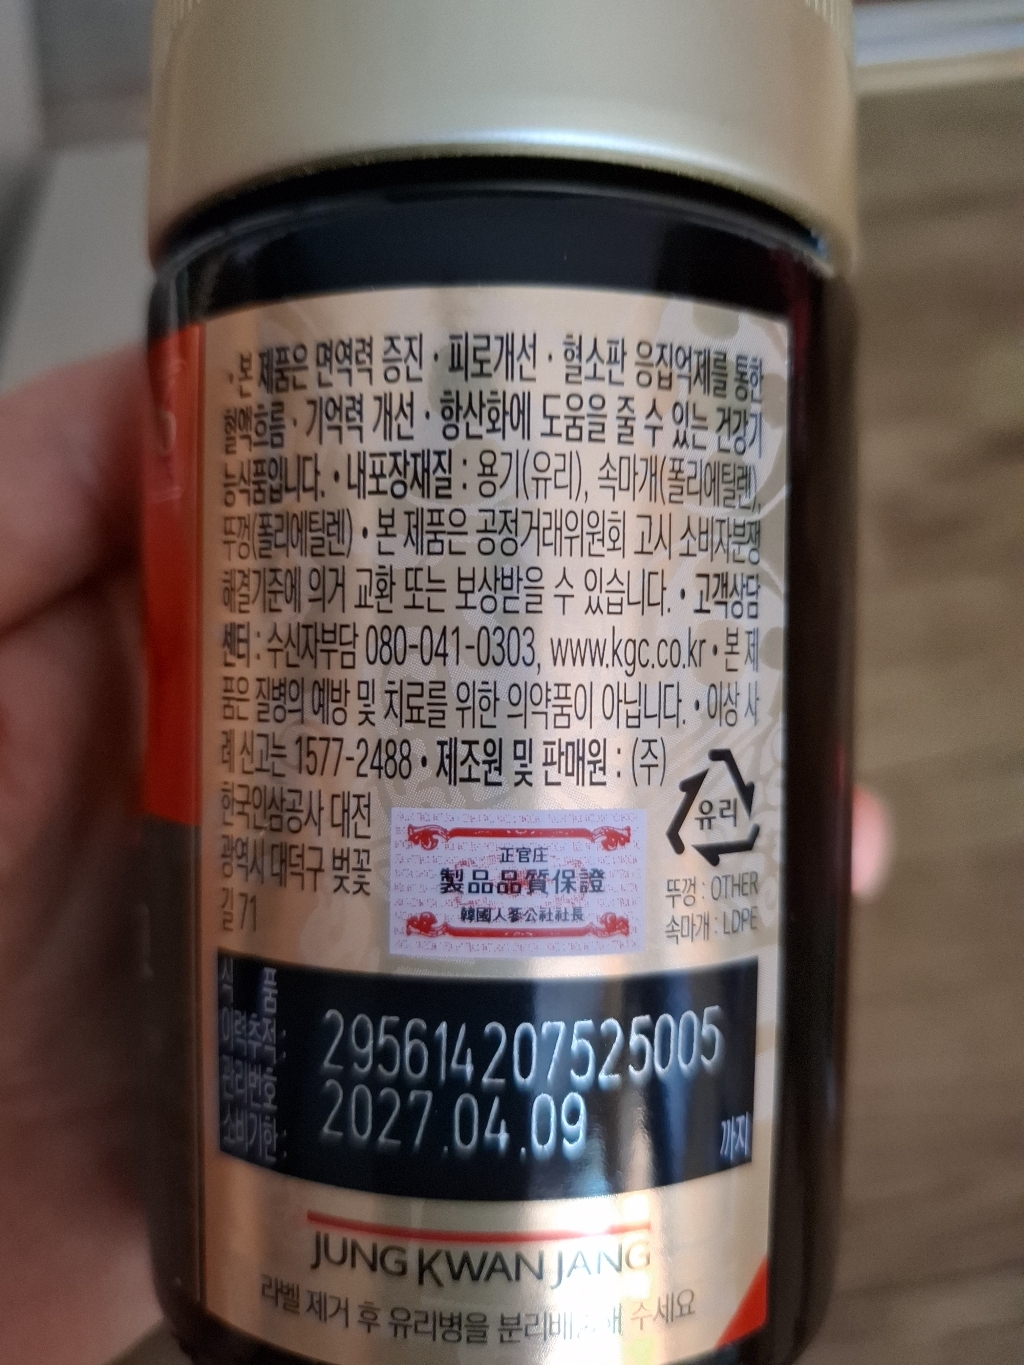 · 본 제품은 면역력 증진 · 피로개선 · 혈소판 응집억제를 통한
혈액흐름 · 기억력 개선 · 항산화에 도움을 줄 수 있는 건강기
능식품입니다. • 내포장재질 : 용기(유리), 속마개(폴리에틸렌),
뚜껑(폴리에틸렌) • 본 제품은 공정거래위원회 고시 소비자분쟁
해결기준에 의거 교환 또는 보상받을 수 있습니다. • 고객상담
센터 : 수신자부담 080-041-0303, www.kgc.co.kr • 본 제
품은 질병의 예방 및 치료를 위한 의약품이 아닙니다. • 이상 사
례 신고는 1577-2488 • 제조원 및 판매원 : (주)
한국인삼공사 대전
광역시 대덕구 벚꽃
길 71
正官庄
製品品質保證
韓國人蔘公社社長
유리
뚜껑 : OTHER
속마개 : LDPE
식 품
이력추적 :
관리번호
295614207525005
소비기한 : 2027.04.09 까지
JUNG KWAN JANG
라벨 제거 후 유리병을 분리배출해 주세요